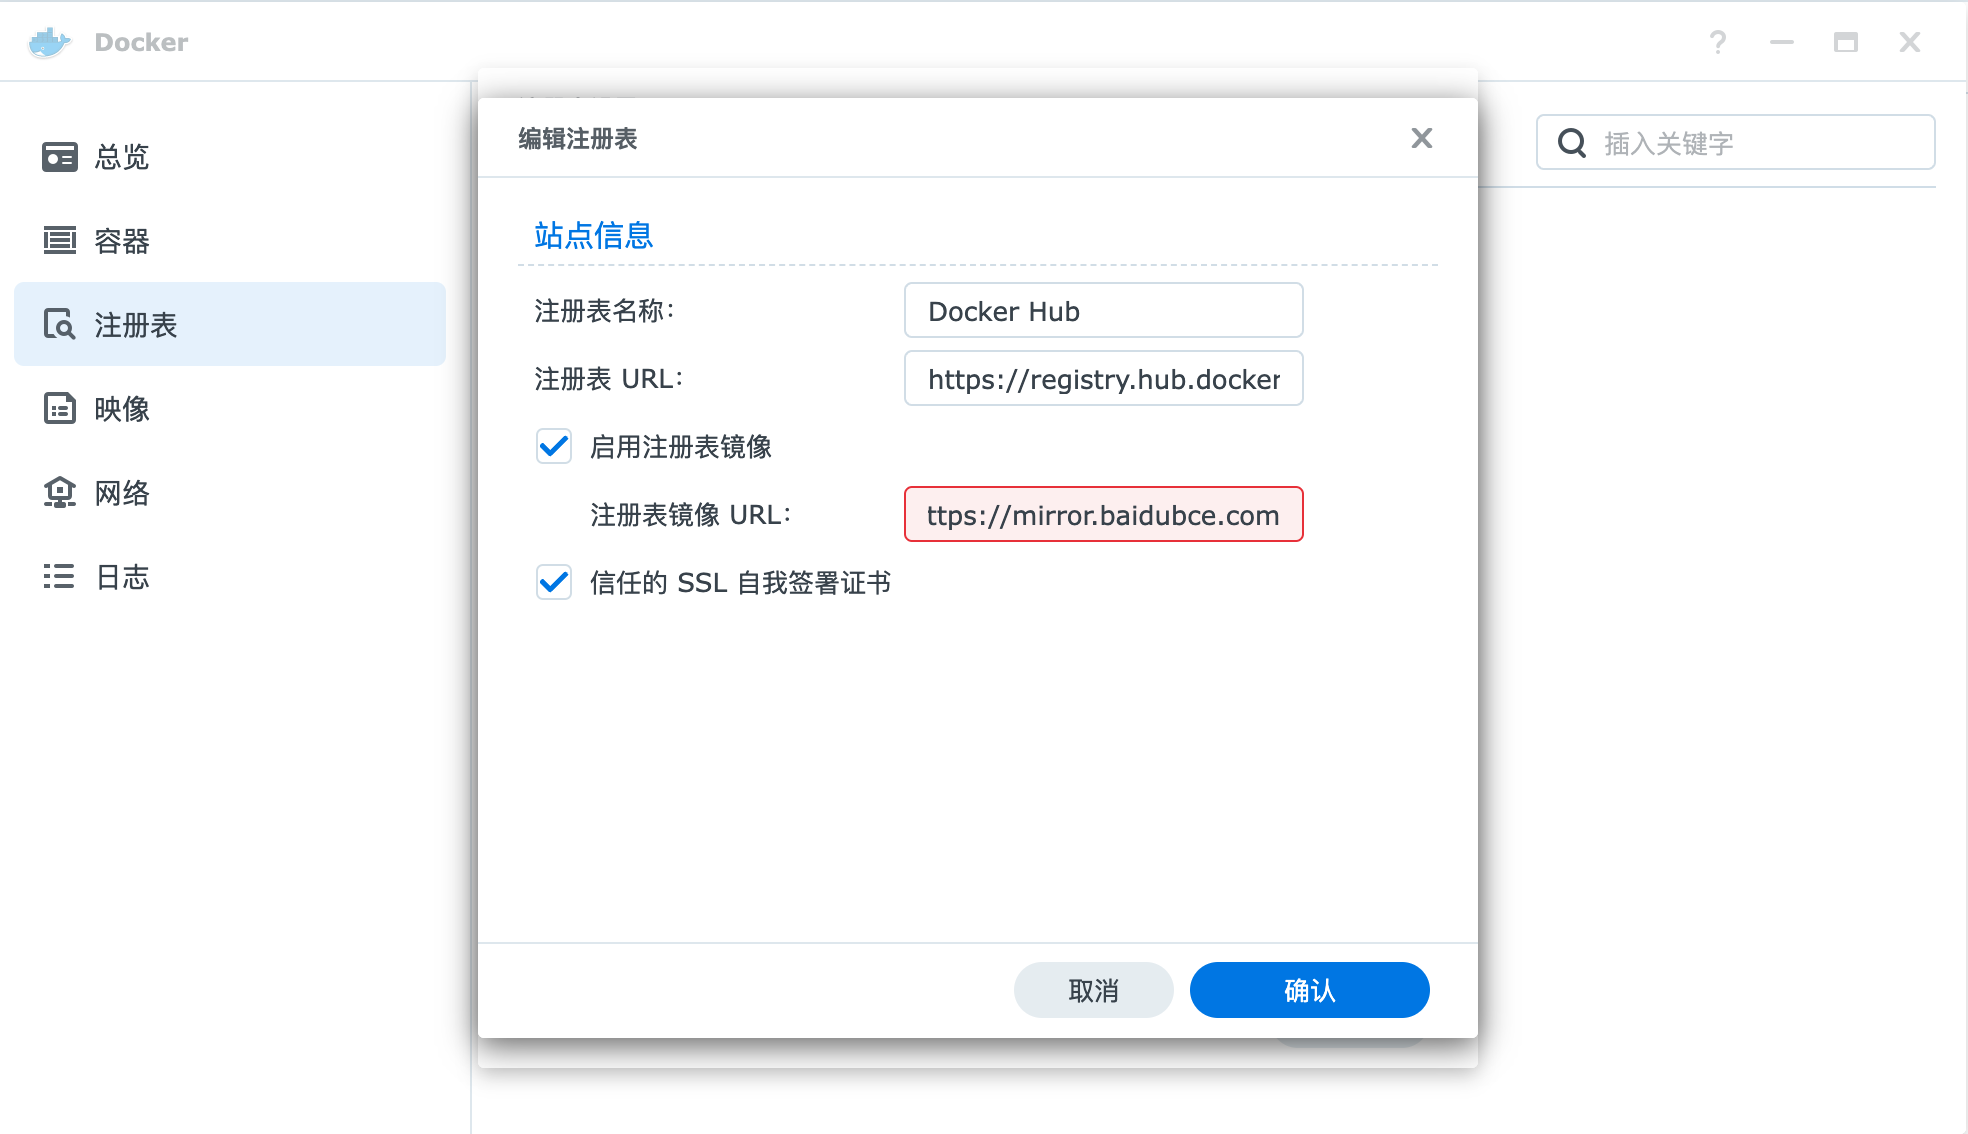 Docker
总览
容器
注册表
映像
网络
日志
插入关键字
编辑注册表
站点信息
注册表名称:
Docker Hub
注册表 URL:
https://registry.hub.docker
启用注册表镜像
注册表镜像 URL:
ttps://mirror.baidubce.com
信任的 SSL 自我签署证书
取消
确认